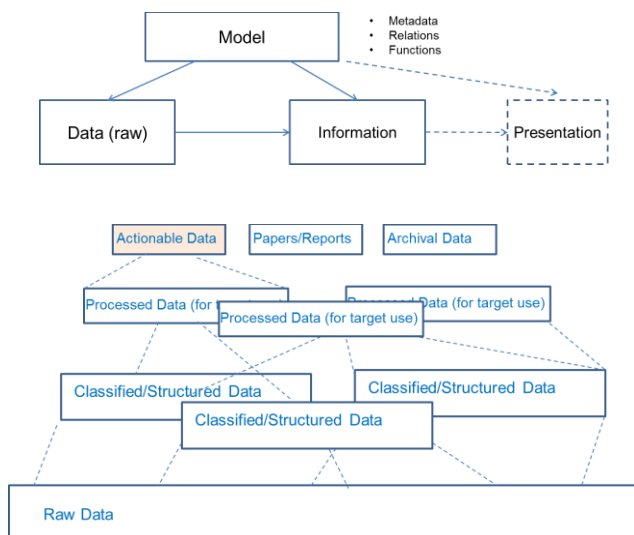 Model
• Metadata
• Relations
• Functions
Data (raw)
Information
Presentation
Actionable Data
Papers/Reports
Archival Data
Processed Data (for t
Processed Data (for target use)
Processed Data (for target use)
Classified/Structured Data
Classified/Structured Data
Classified/Structured Data
Raw Data